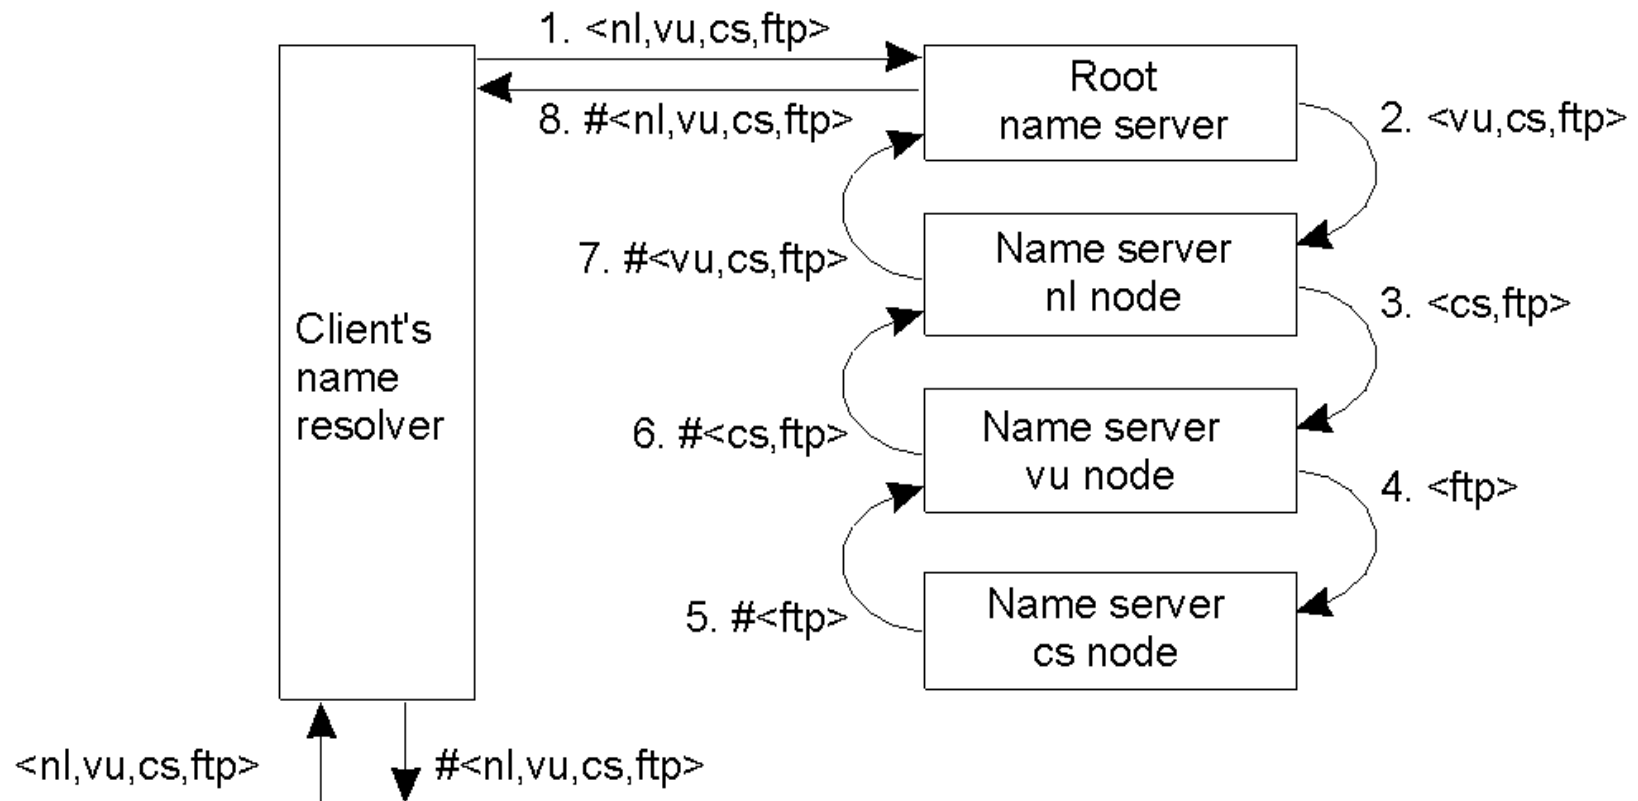 1. <nl,vu,cs,ftp>
Root
name server
8. #<nl,vu,cs,ftp>
2. <vu,cs,ftp>
Name server
nl node
7. #<vu,cs,ftp>
3. <cs,ftp>
Client's
name
resolver
Name server
vu node
6. #<cs,ftp>
4. <ftp>
Name server
cs node
5. #<ftp>
<nl,vu,cs,ftp>
#<nl,vu,cs,ftp>